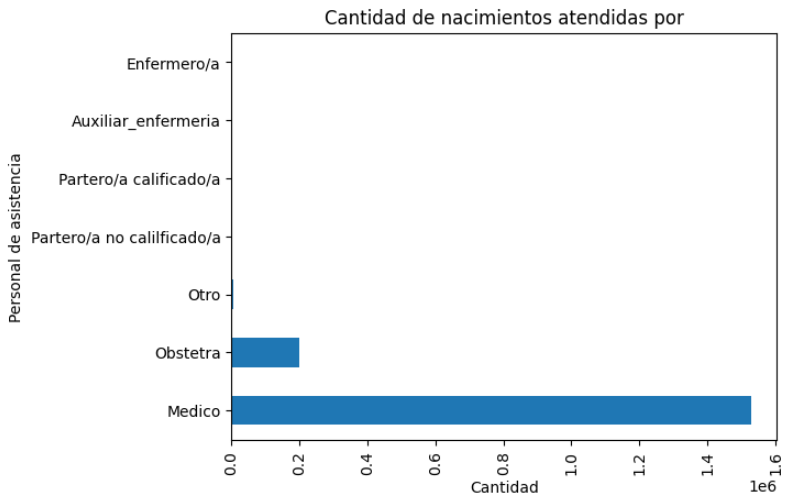 Cantidad de nacimientos atendidas por
Enfermero/a
Auxiliar_enfermeria
Partero/a calificado/a
Partero/a no calilficado/a
Otro
Obstetra
Medico
Personal de asistencia
0.0 0.2 0.4 0.6 0.8 1.0 1.2 1.4 1.6
1e6
Cantidad